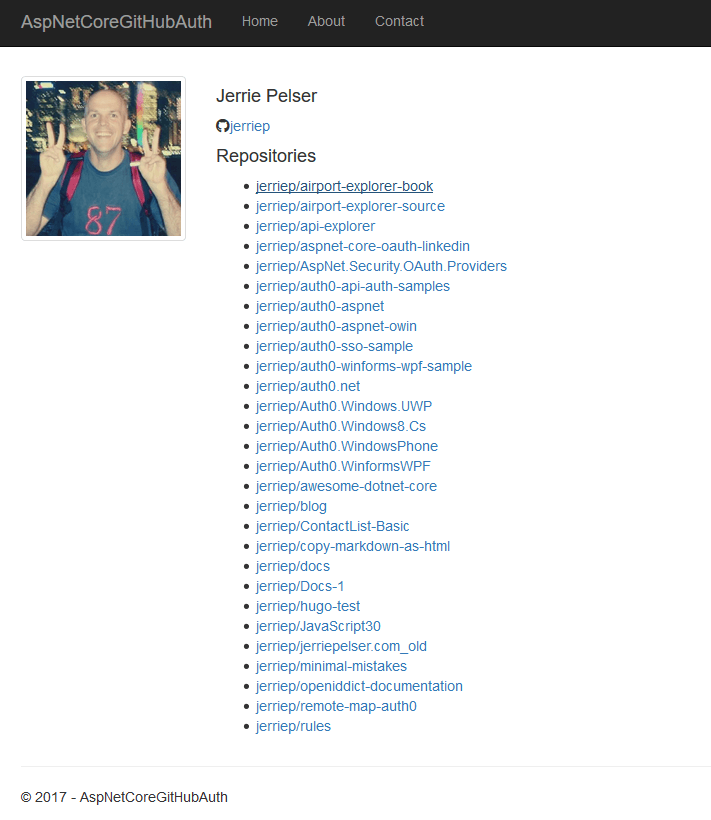 AspNetCoreGitHubAuth Home About Contact
Jerrie Pelser
jerriep
87
Repositories
jerriep/airport-explorer-book
jerriep/airport-explorer-source
jerriep/api-explorer
jerriep/aspnet-core-oauth-linkedin
jerriep/AspNet.Security.OAuth.Providers
jerriep/auth0-api-auth-samples
jerriep/auth0-aspnet
jerriep/auth0-aspnet-owin
jerriep/auth0-sso-sample
jerriep/auth0-winforms-wpf-sample
jerriep/auth0.net
jerriep/Auth0.Windows.UWP
jerriep/Auth0.Windows8.Cs
jerriep/Auth0.WindowsPhone
jerriep/Auth0.WinformsWPF
jerriep/awesome-dotnet-core
jerriep/blog
jerriep/ContactList-Basic
jerriep/copy-markdown-as-html
jerriep/docs
jerriep/Docs-1
jerriep/hugo-test
jerriep/JavaScript30
jerriep/jerriepelser.com_old
jerriep/minimal-mistakes
jerriep/openiddict-documentation
jerriep/remote-map-auth0
jerriep/rules
© 2017 - AspNetCoreGitHubAuth